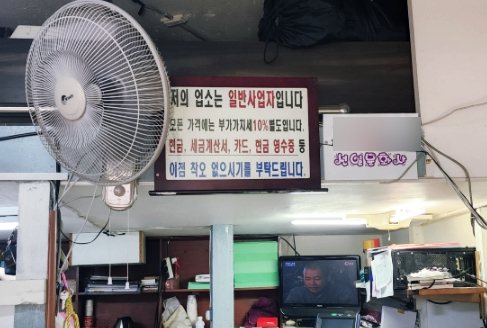 저의 업소는 일반사업자입니다
모든 가격에는 부가가치세10%별도입니다.
현금, 세금계산서, 카드, 현금 영수증 등
이점 착오 없으시기를 부탁드립니다.